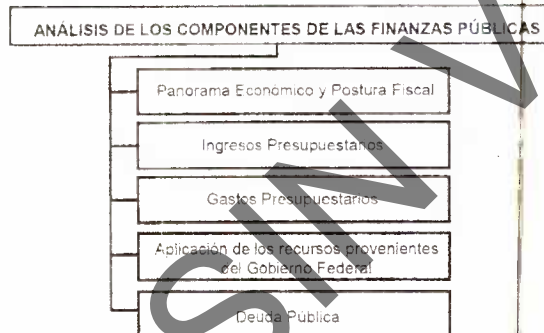 ANÁLISIS DE LOS COMPONENTES DE LAS FINANZAS PÚBLICAS
Panorama Económico y Postura Fiscal
Ingresos Presupuestarios
Gastos Presupuestarios
Aplicación de los recursos provenientes
del Gobierno Federal
Deuda Pública
SIN V